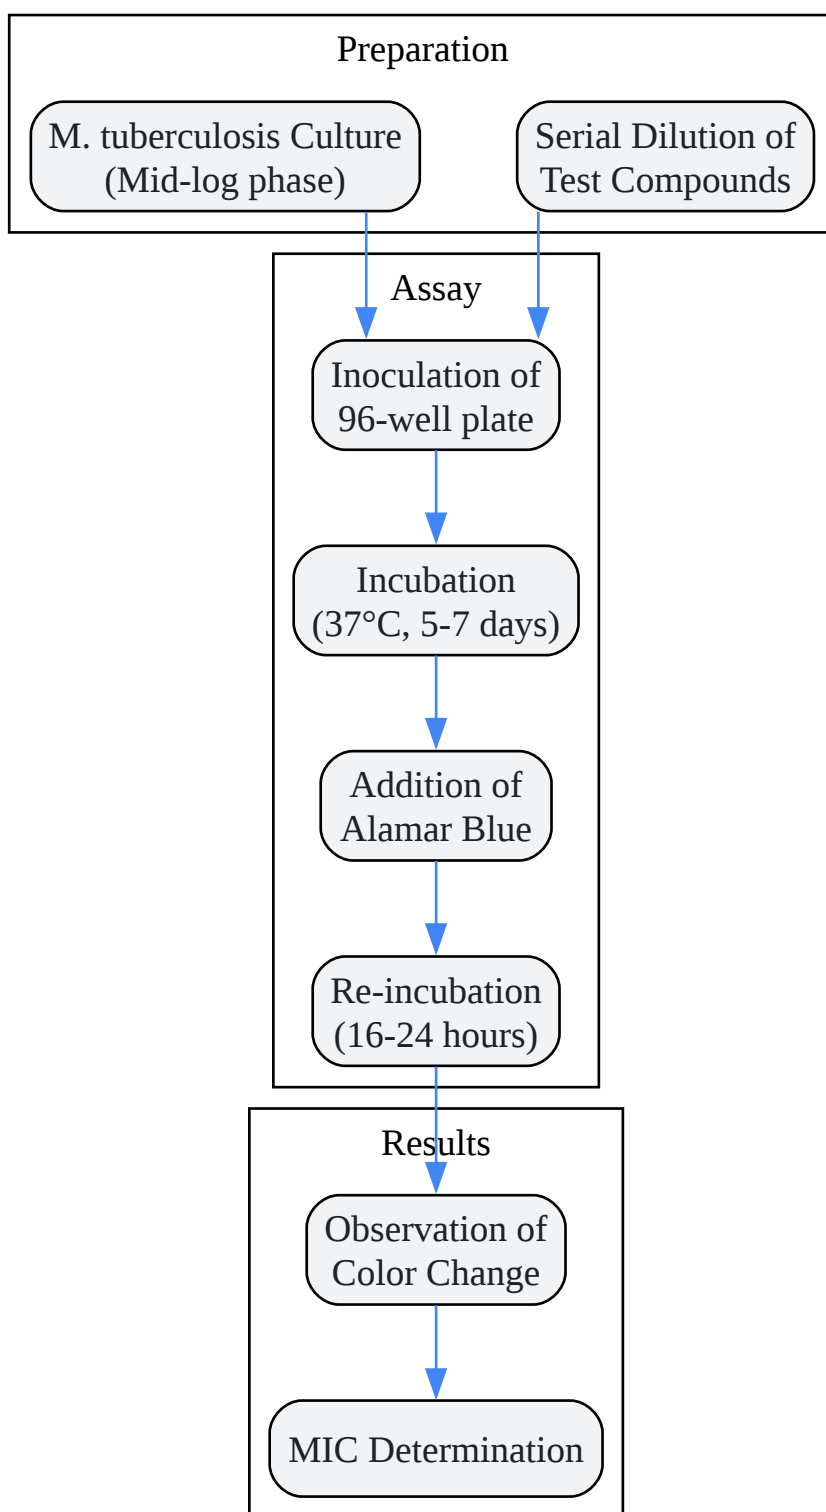 Preparation
M. tuberculosis Culture
(Mid-log phase)
Serial Dilution of
Test Compounds
Assay
Inoculation of
96-well plate
Incubation
(37°C, 5-7 days)
Addition of
Alamar Blue
Re-incubation
(16-24 hours)
Results
Observation of
Color Change
MIC Determination